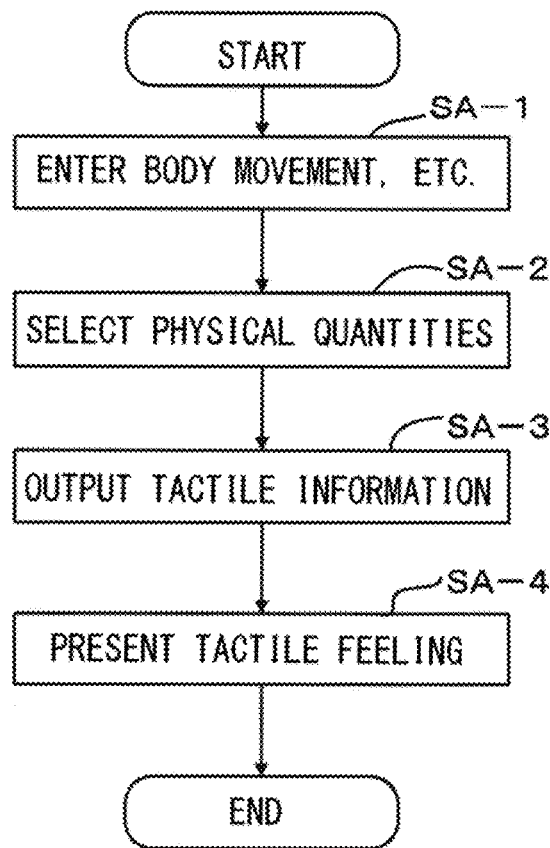 START
SA-1
ENTER BODY MOVEMENT, ETC.
SA-2
SELECT PHYSICAL QUANTITIES
SA-3
OUTPUT TACTILE INFORMATION
SA-4
PRESENT TACTILE FEELING
END